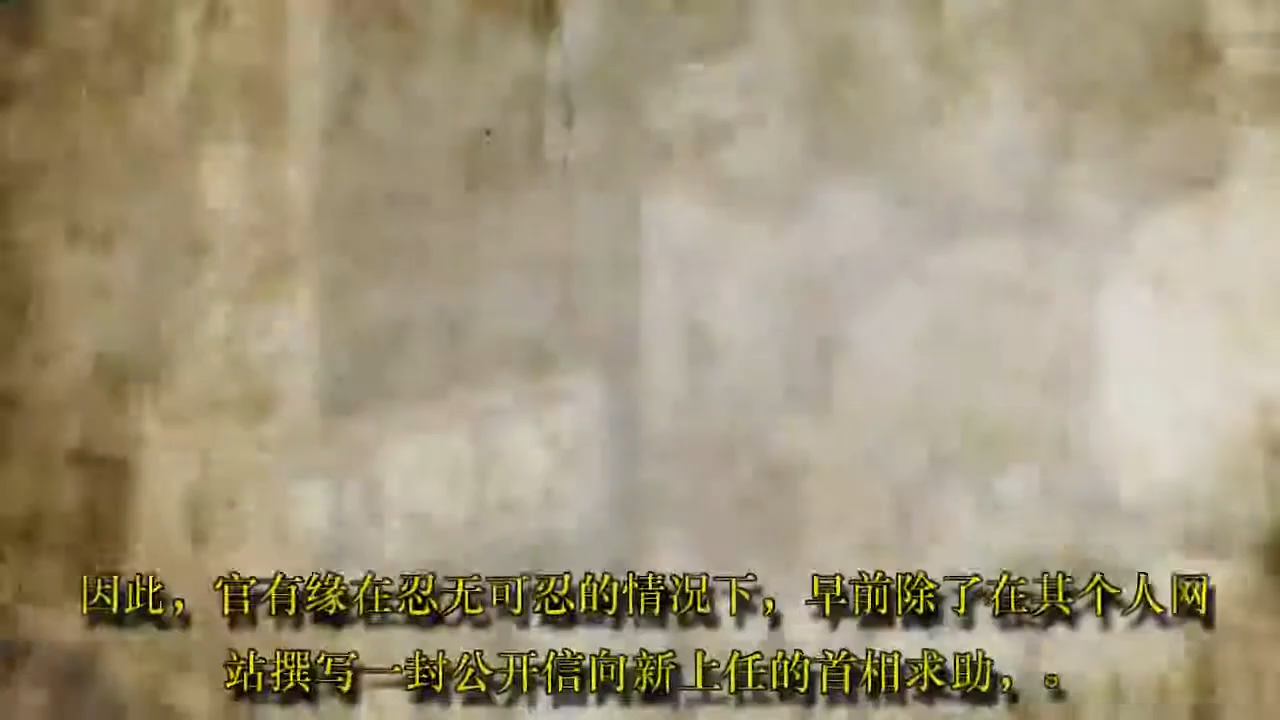 因此，官有缘在忍无可忍的情况下，早前除了在其个人网
站撰写一封公开信向新上任的首相求助，。